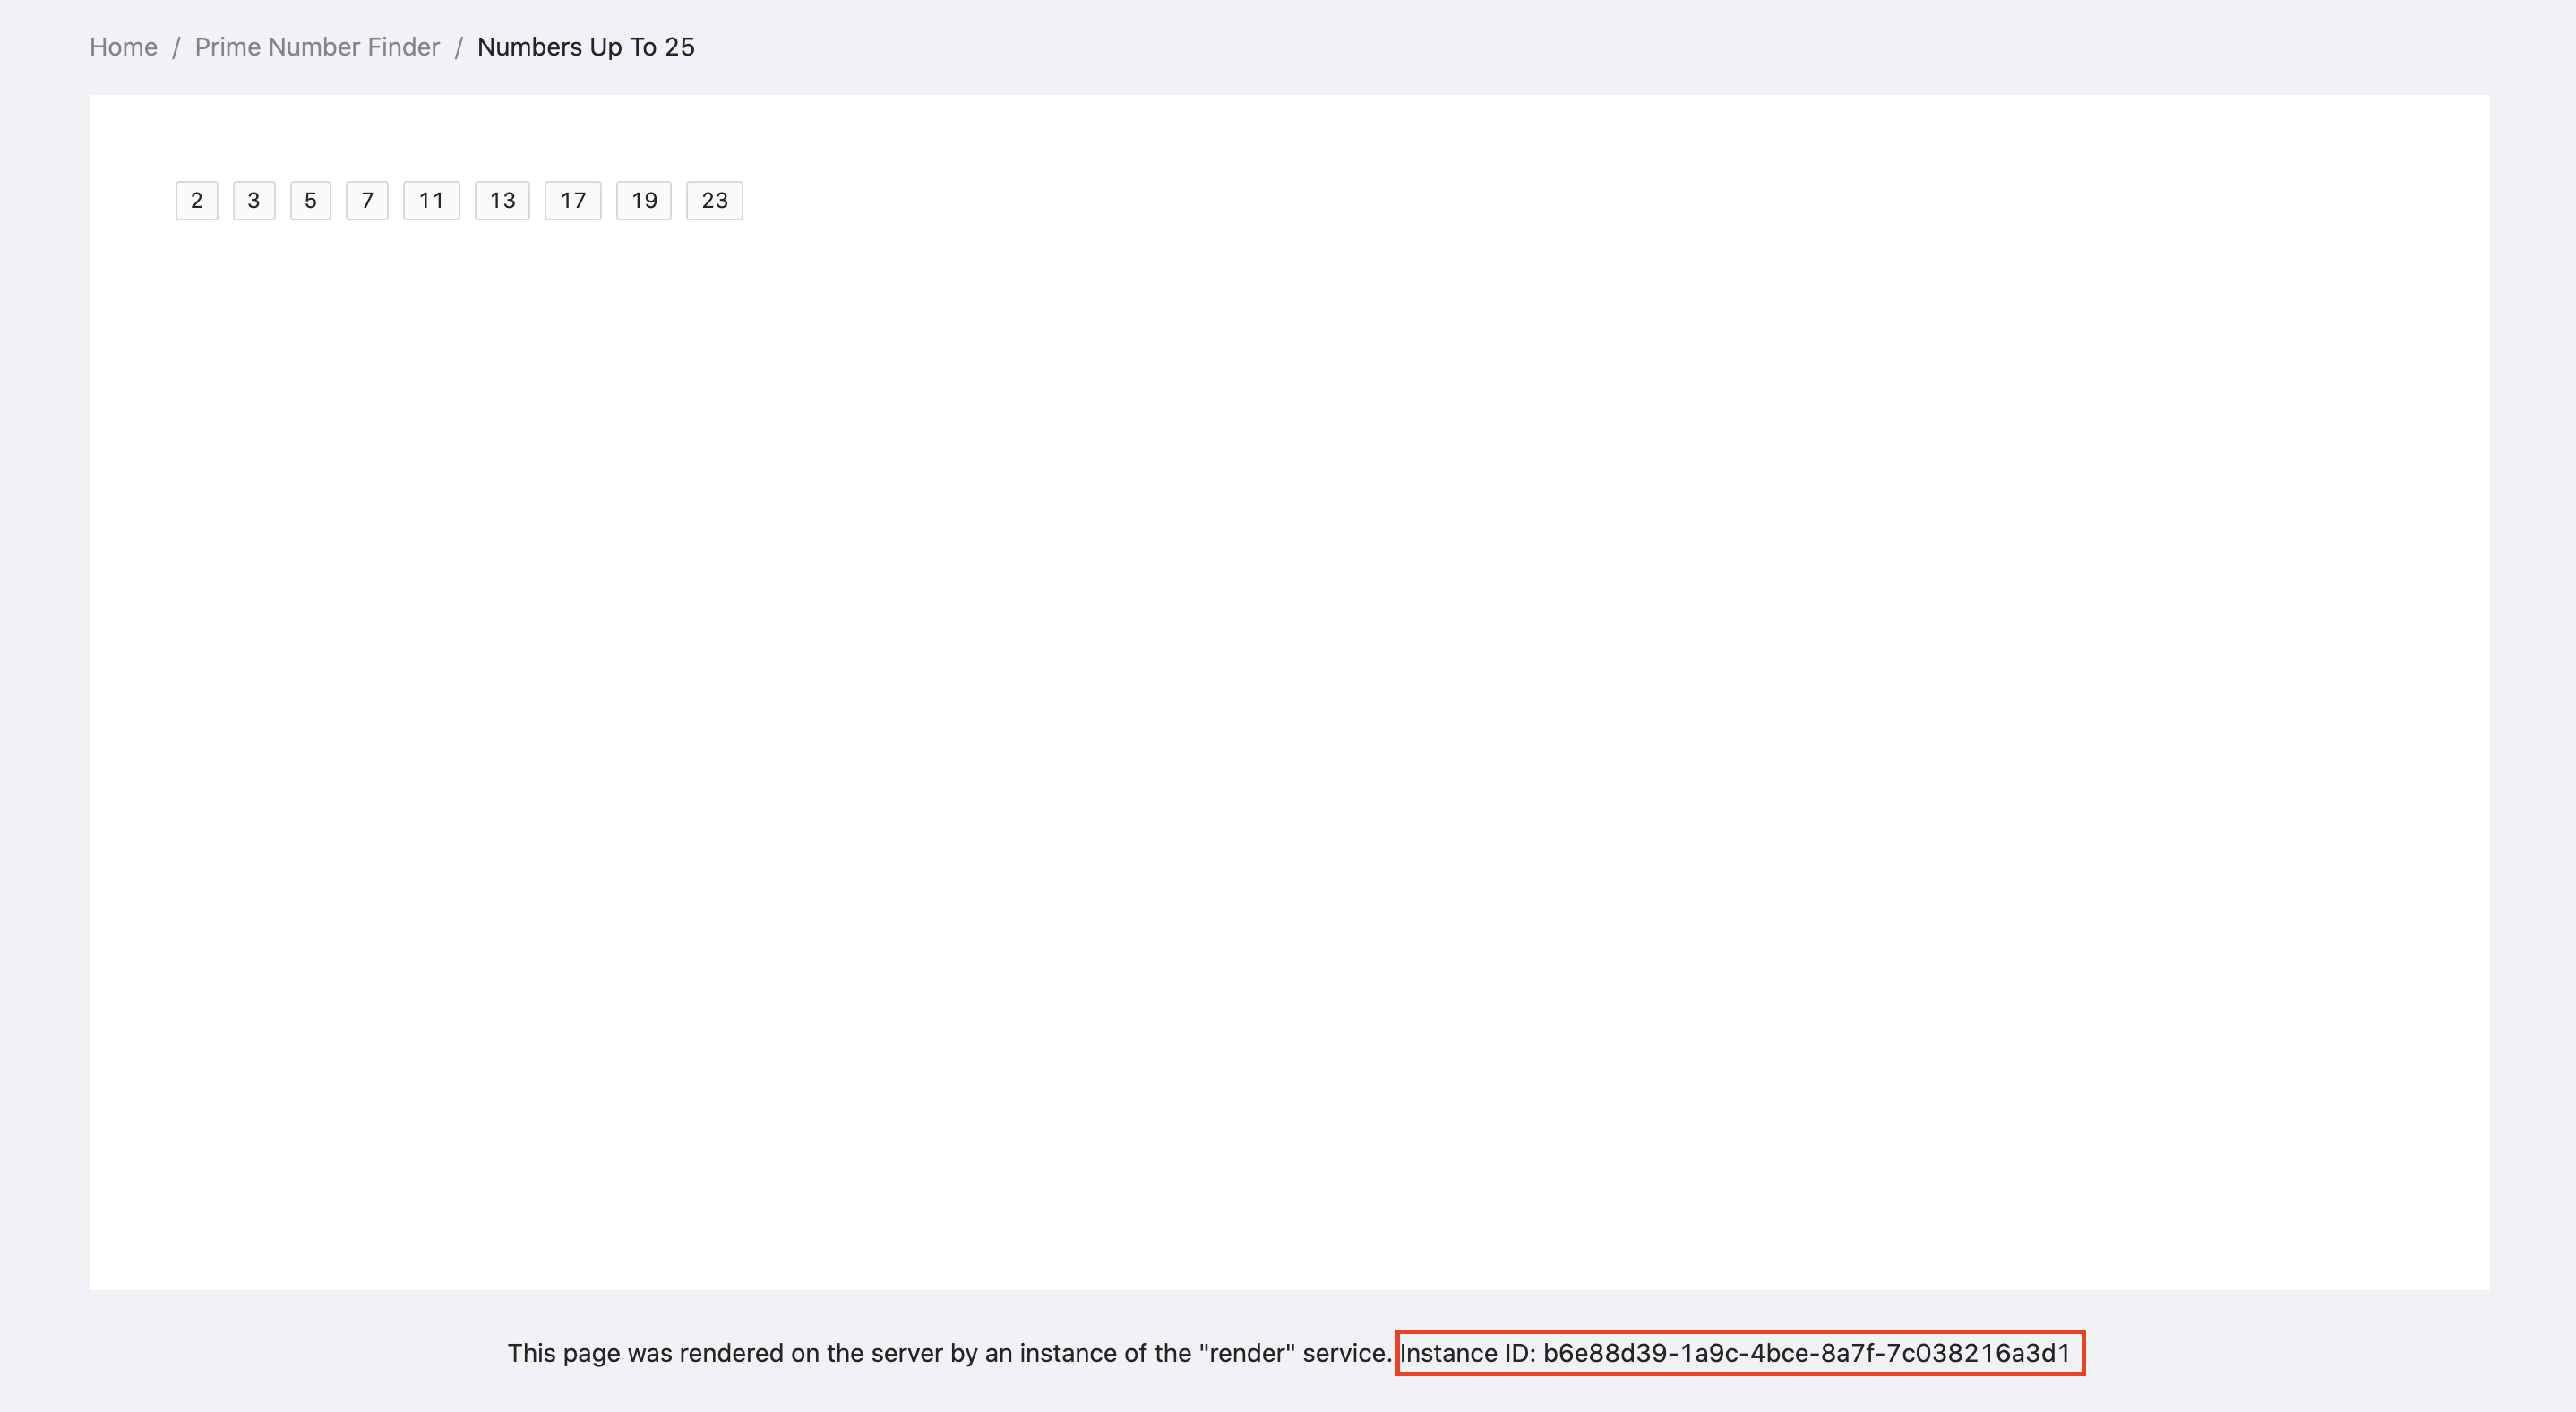 Home / Prime Number Finder / Numbers Up To 25
2 3 5 7 11 13 17 19 23
This page was rendered on the server by an instance of the "render" service. Instance ID: b6e88d39-1a9c-4bce-8a7f-7c038216a3d1